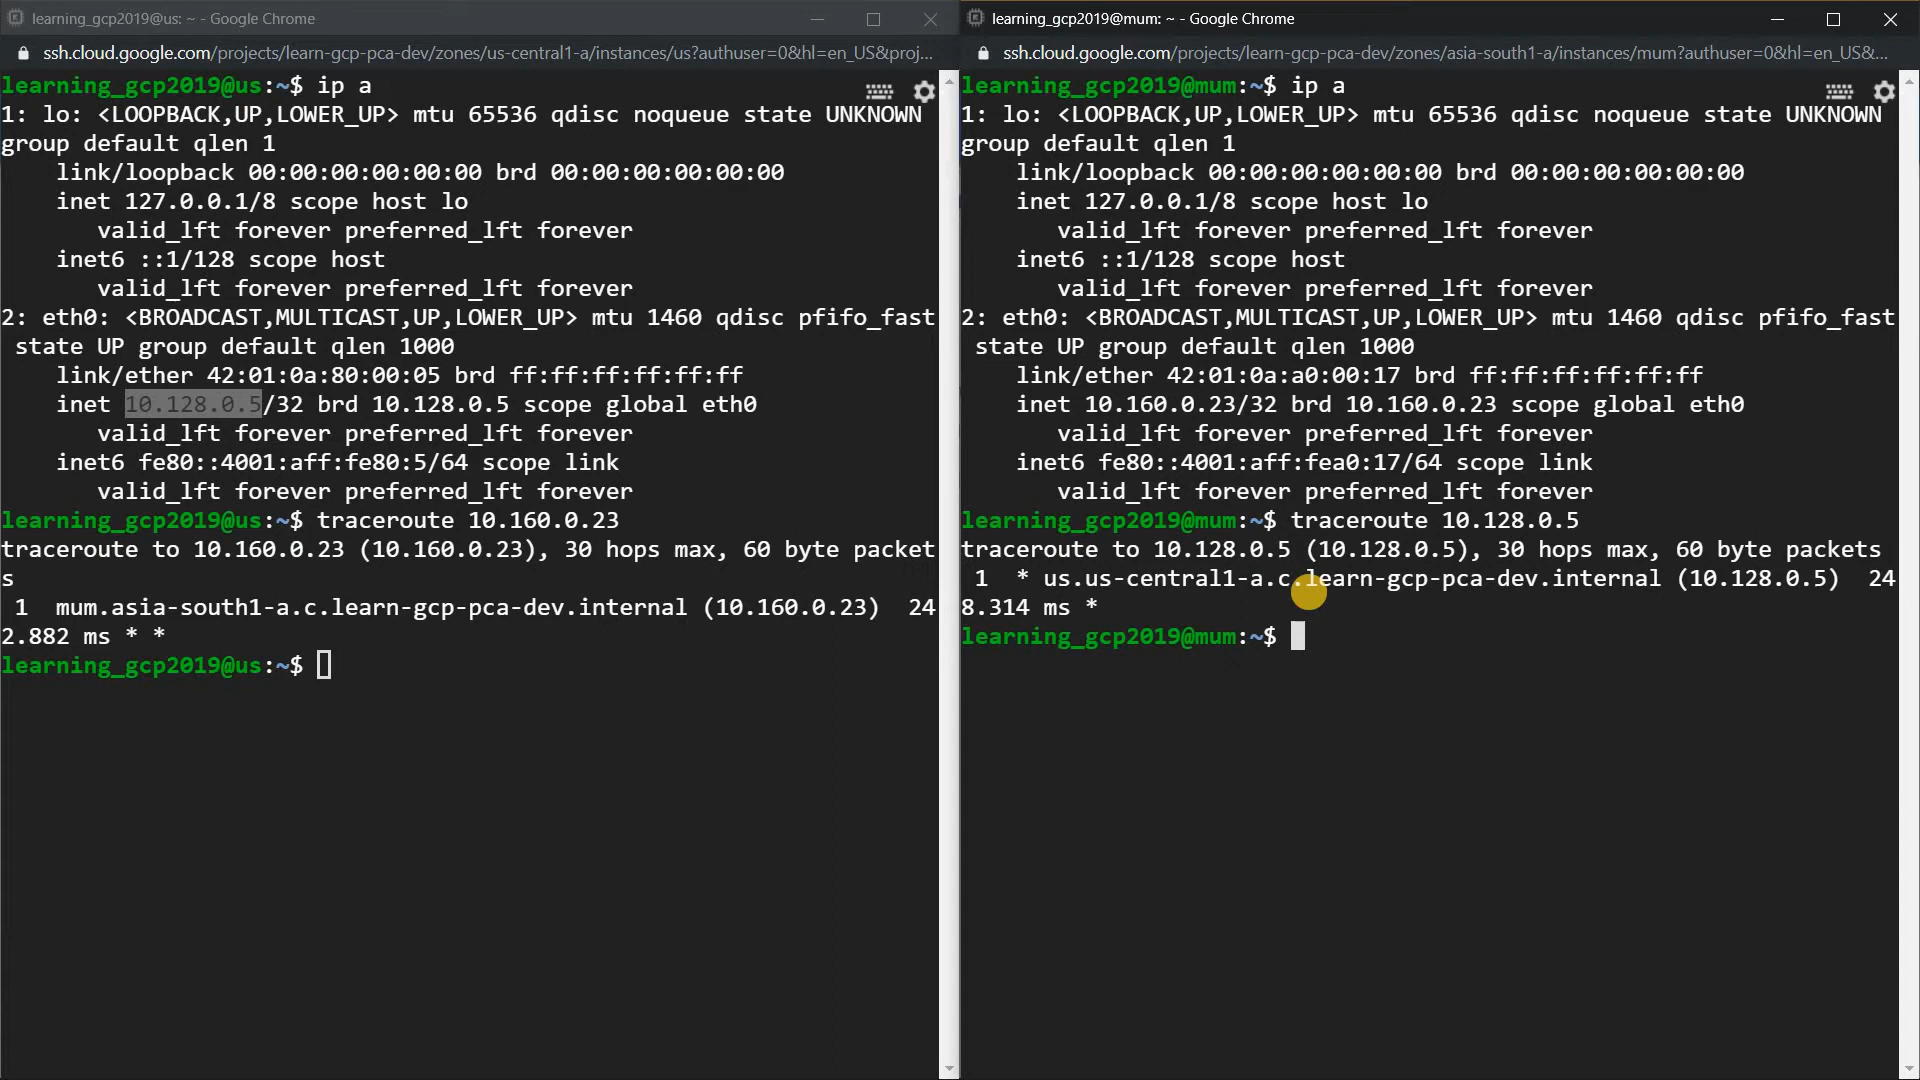 learning_gcp2019@us: ~ - Google Chrome
ssh.cloud.google.com/projects/learn-gcp-pca-dev/zones/us-central1-a/instances/us?authuser=0&hl=en_US&proj...
learning_gcp2019@us:~$ ip a
1: lo: <LOOPBACK,UP,LOWER_UP> mtu 65536 qdisc noqueue state UNKNOWN
group default qlen 1
link/loopback 00:00:00:00:00:00 brd 00:00:00:00:00:00
inet 127.0.0.1/8 scope host lo
valid_lft forever preferred_lft forever
inet6 ::1/128 scope host
valid_lft forever preferred_lft forever
2: eth0: <BROADCAST,MULTICAST,UP,LOWER_UP> mtu 1460 qdisc pfifo_fast
state UP group default qlen 1000
link/ether 42:01:0a:80:00:05 brd ff:ff:ff:ff:ff:ff
inet 10.128.0.5/32 brd 10.128.0.5 scope global eth0
valid_lft forever preferred_lft forever
inet6 fe80::4001:aff:fe80:5/64 scope link
valid_lft forever preferred_lft forever
learning_gcp2019@us:~$ traceroute 10.160.0.23
traceroute to 10.160.0.23 (10.160.0.23), 30 hops max, 60 byte packet
s
1 mum.asia-south1-a.c.learn-gcp-pca-dev.internal (10.160.0.23) 24
2.882 ms * *
learning_gcp2019@us:~$
learning_gcp2019@mum: ~ - Google Chrome
ssh.cloud.google.com/projects/learn-gcp-pca-dev/zones/asia-south1-a/instances/mum?authuser=0&hl=en_US&...
learning_gcp2019@mum:~$ ip a
1: lo: <LOOPBACK,UP,LOWER_UP> mtu 65536 qdisc noqueue state UNKNOWN
group default qlen 1
link/loopback 00:00:00:00:00:00 brd 00:00:00:00:00:00
inet 127.0.0.1/8 scope host lo
valid_lft forever preferred_lft forever
inet6 ::1/128 scope host
valid_lft forever preferred_lft forever
2: eth0: <BROADCAST,MULTICAST,UP,LOWER_UP> mtu 1460 qdisc pfifo_fast
state UP group default qlen 1000
link/ether 42:01:0a:a0:00:17 brd ff:ff:ff:ff:ff:ff
inet 10.160.0.23/32 brd 10.160.0.23 scope global eth0
valid_lft forever preferred_lft forever
inet6 fe80::4001:aff:fea0:17/64 scope link
valid_lft forever preferred_lft forever
learning_gcp2019@mum:~$ traceroute 10.128.0.5
traceroute to 10.128.0.5 (10.128.0.5), 30 hops max, 60 byte packets
1 * us.us-central1-a.c.learn-gcp-pca-dev.internal (10.128.0.5) 24
8.314 ms *
learning_gcp2019@mum:~$